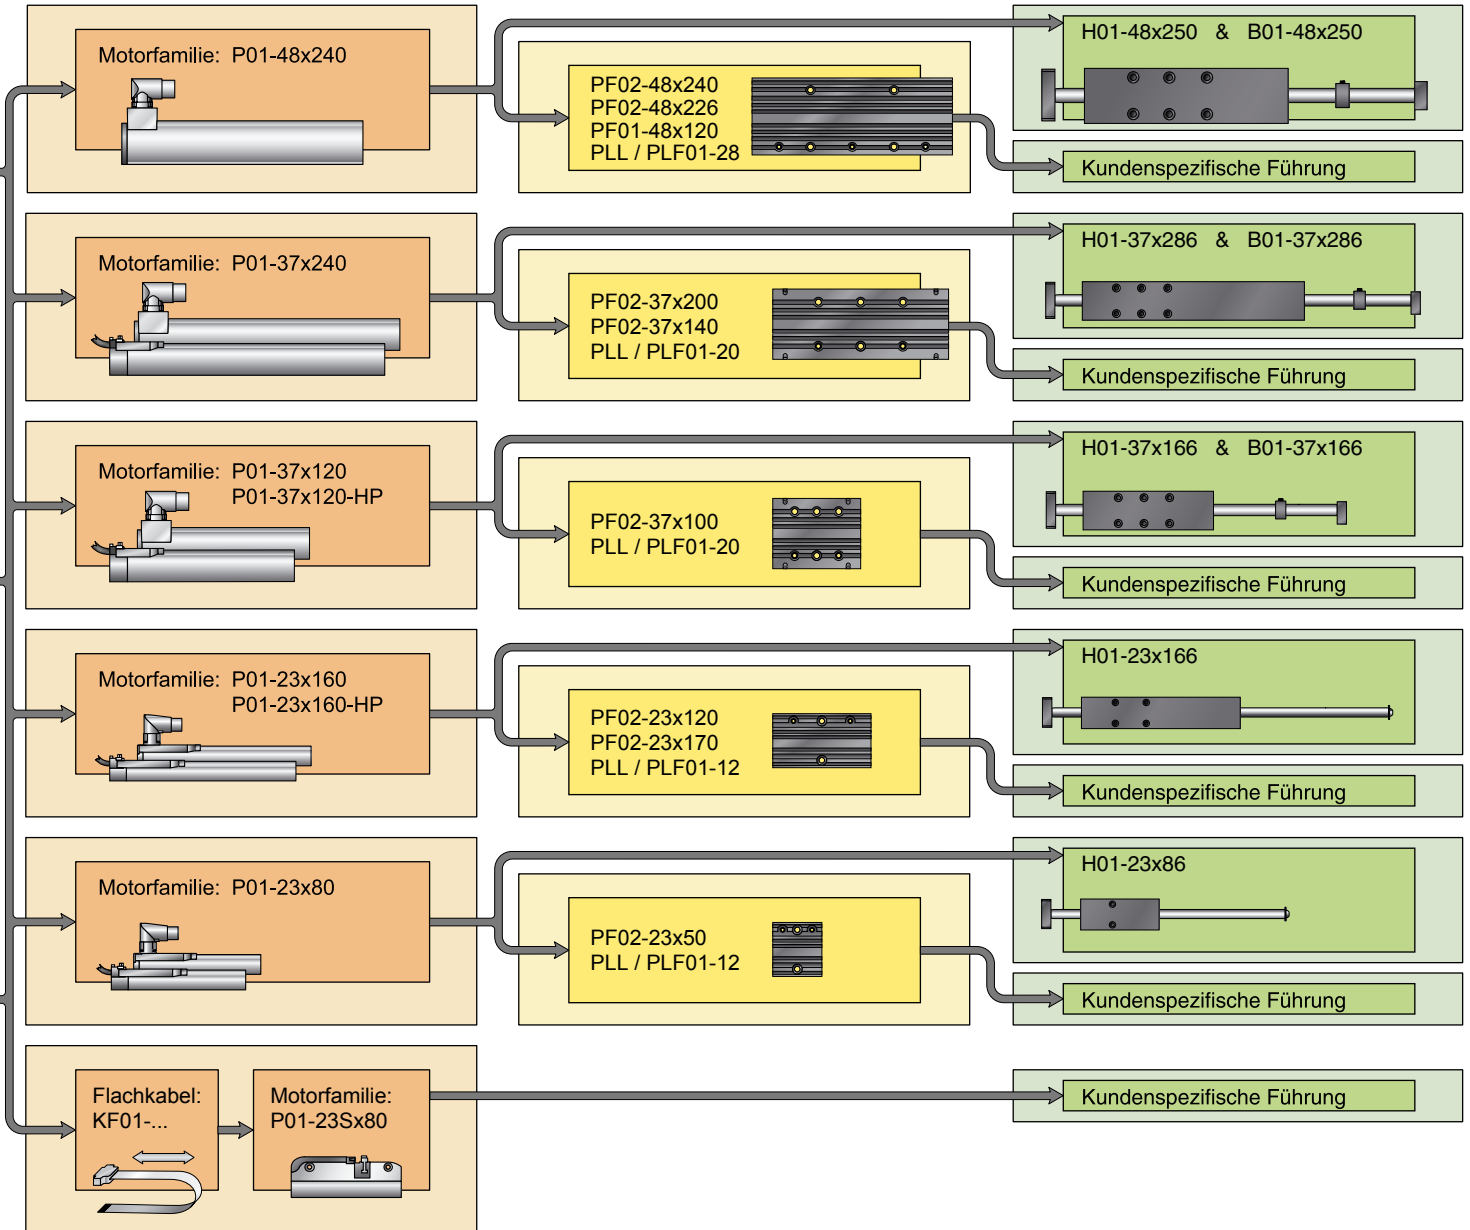 Motorfamilie: P01-48x240
PF02-48x240
PF02-48x226
PF01-48x120
PLL / PLF01-28
H01-48x250 & B01-48x250
Kundenspezifische Führung
Motorfamilie: P01-37x240
PF02-37x200
PF02-37x140
PLL / PLF01-20
H01-37x286 & B01-37x286
Kundenspezifische Führung
Motorfamilie: P01-37x120
P01-37x120-HP
PF02-37x100
PLL / PLF01-20
H01-37x166 & B01-37x166
Kundenspezifische Führung
Motorfamilie: P01-23x160
P01-23x160-HP
PF02-23x120
PF02-23x170
PLL / PLF01-12
H01-23x166
Kundenspezifische Führung
Motorfamilie: P01-23x80
PF02-23x50
PLL / PLF01-12
H01-23x86
Kundenspezifische Führung
Flachkabel:
KF01-...
Motorfamilie:
P01-23Sx80
Kundenspezifische Führung